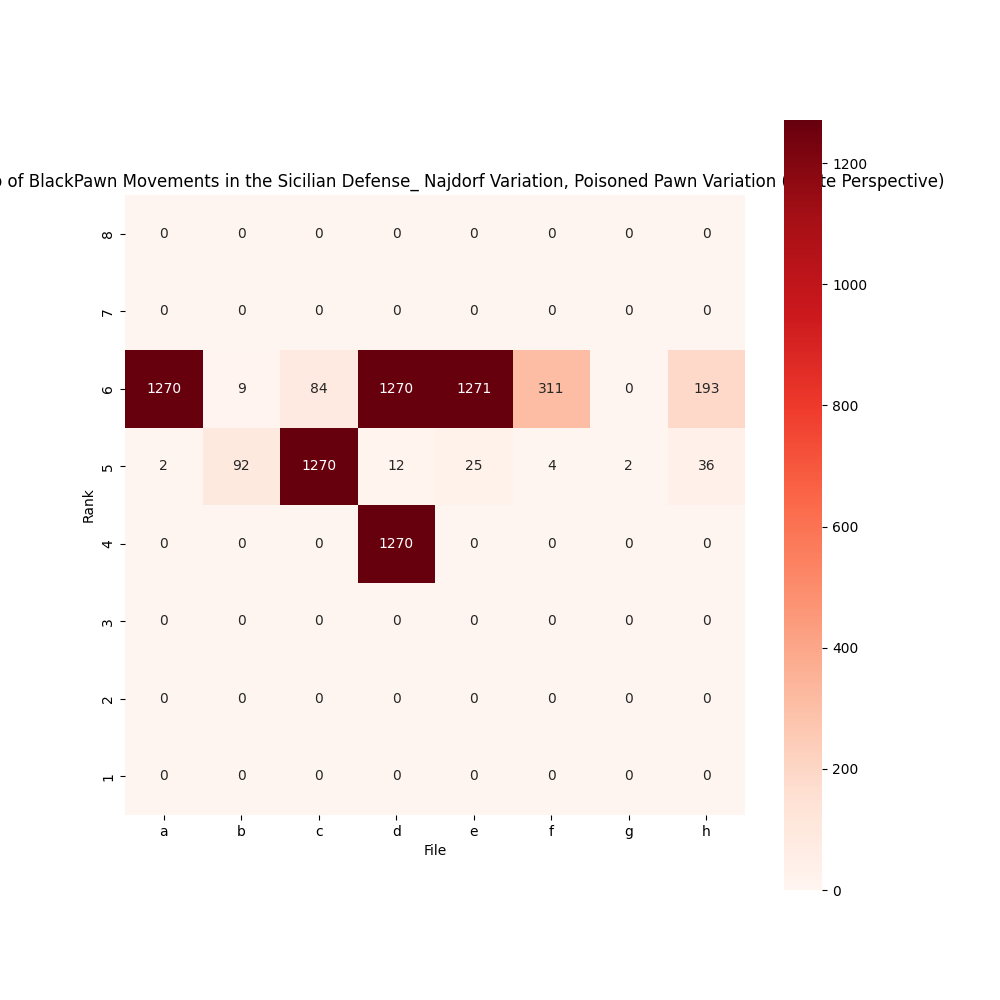 of BlackPawn Movements in the Sicilian Defense_ Najdorf Variation, Poisoned Pawn Variation ( te Perspective)
8 0 0 0 0 0 0 0 0
7 0 0 0 0 0 0 0 0
6 1270 9 84 1270 1271 311 0 193
5 2 92 1270 12 25 4 2 36
4 0 0 0 1270 0 0 0 0
3 0 0 0 0 0 0 0 0
2 0 0 0 0 0 0 0 0
1 0 0 0 0 0 0 0 0
a b c d e f g h
File
Rank
1200
1000
800
600
400
200
0